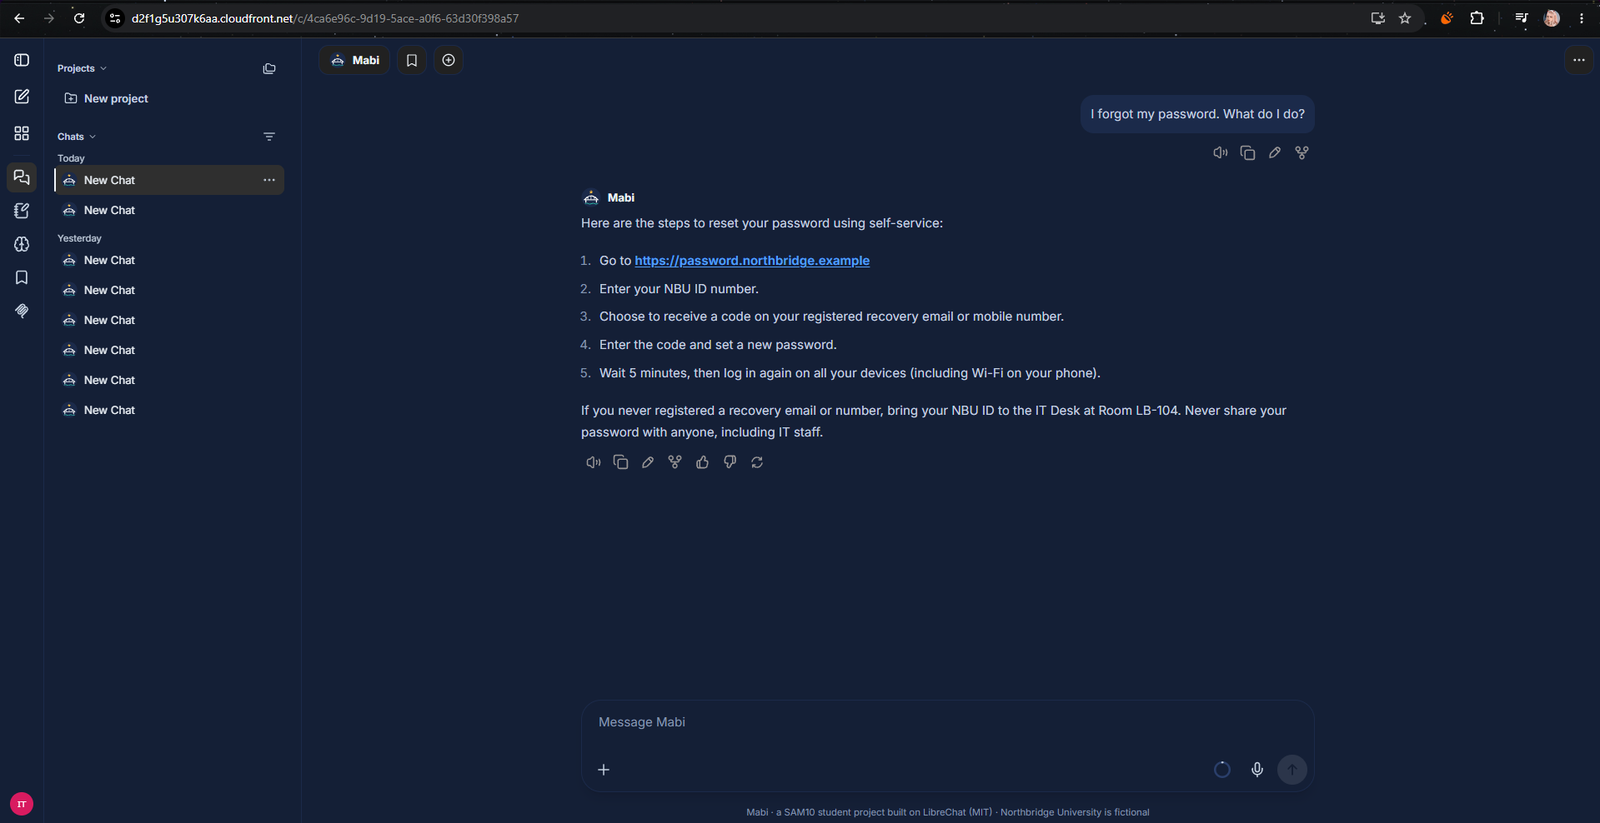 d2f1g5u307k6aa.cloudfront.net/c/4ca6e96c-9d19-5ace-a0f6-63d30f398a57
Projects
New project
Chats
Today
New Chat
New Chat
Yesterday
New Chat
New Chat
New Chat
New Chat
New Chat
New Chat
IT
Mabi
I forgot my password. What do I do?
Mabi
Here are the steps to reset your password using self-service:
1. Go to https://password.northbridge.example
2. Enter your NBU ID number.
3. Choose to receive a code on your registered recovery email or mobile number.
4. Enter the code and set a new password.
5. Wait 5 minutes, then log in again on all your devices (including Wi-Fi on your phone).
If you never registered a recovery email or number, bring your NBU ID to the IT Desk at Room LB-104. Never share your
password with anyone, including IT staff.
Message Mabi
Mabi · a SAM10 student project built on LibreChat (MIT) · Northbridge University is fictional